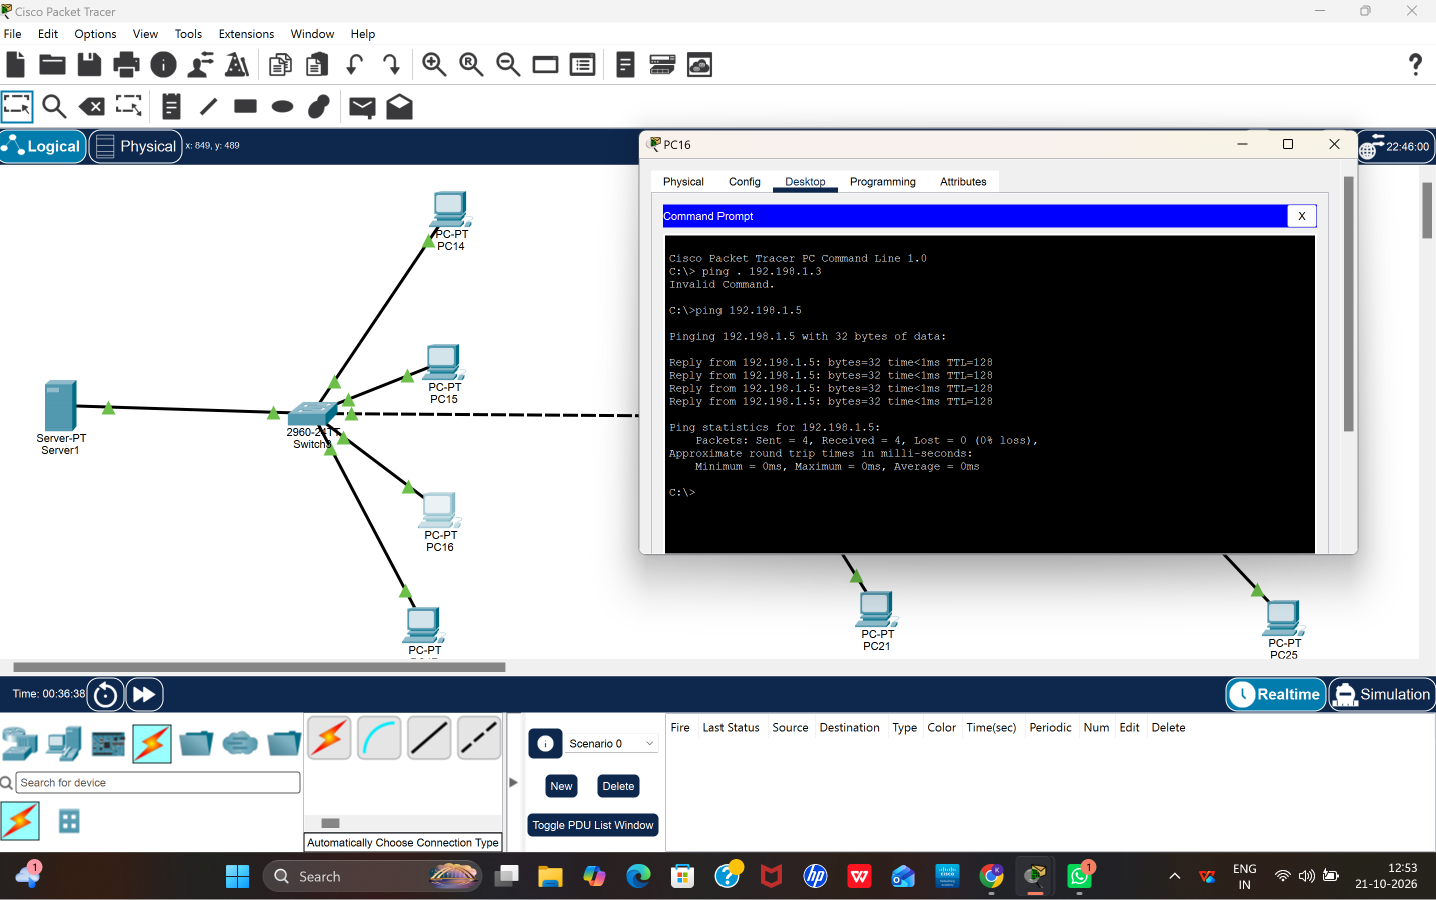 Cisco Packet Tracer
File Edit Options View Tools Extensions Window Help
Logical Physical x: 849, y: 489
22:46:00
PC16
Physical Config Desktop Programming Attributes
Command Prompt X
Cisco Packet Tracer PC Command Line 1.0
C:\> ping . 192.198.1.3
Invalid Command.
C:\>ping 192.198.1.5
Pinging 192.198.1.5 with 32 bytes of data:
Reply from 192.198.1.5: bytes=32 time<1ms TTL=128
Reply from 192.198.1.5: bytes=32 time<1ms TTL=128
Reply from 192.198.1.5: bytes=32 time<1ms TTL=128
Reply from 192.198.1.5: bytes=32 time<1ms TTL=128
Ping statistics for 192.198.1.5:
Packets: Sent = 4, Received = 4, Lost = 0 (0% loss),
Approximate round trip times in milli-seconds:
Minimum = 0ms, Maximum = 0ms, Average = 0ms
C:\>
PC-PT
PC14
PC-PT
PC15
Server-PT
Server1
2960-24TT
Switch3
PC-PT
PC16
PC-PT
PC-PT
PC21
PC-PT
PC25
Time: 00:36:38
Realtime Simulation
Search for device
Automatically Choose Connection Type
Scenario 0
New Delete
Toggle PDU List Window
Fire Last Status Source Destination Type Color Time(sec) Periodic Num Edit Delete
1
Search
1
ENG
IN
12:53
21-10-2026